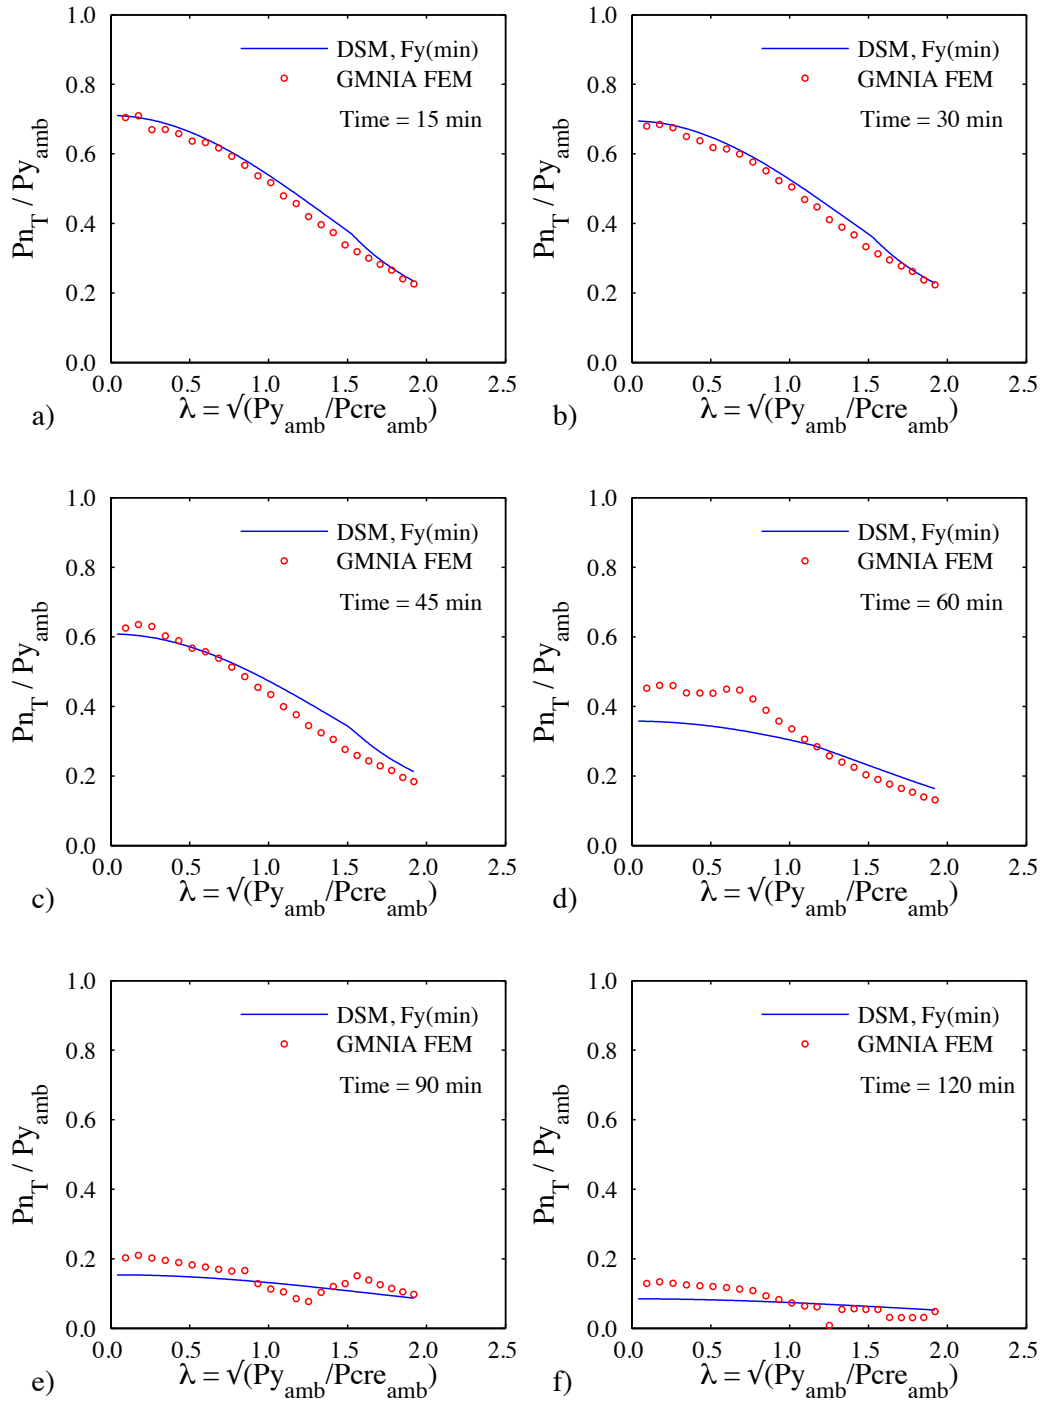 1.0
0.8
0.6
0.4
0.2
0.0
Pn_T / Py_amb
DSM, Fy(min)
GMNIA FEM
Time = 15 min
0.0 0.5 1.0 1.5 2.0 2.5
λ = √(Py_amb/Pcre_amb)
a)
1.0
0.8
0.6
0.4
0.2
0.0
Pn_T / Py_amb
DSM, Fy(min)
GMNIA FEM
Time = 30 min
0.0 0.5 1.0 1.5 2.0 2.5
λ = √(Py_amb/Pcre_amb)
b)
1.0
0.8
0.6
0.4
0.2
0.0
Pn_T / Py_amb
DSM, Fy(min)
GMNIA FEM
Time = 45 min
0.0 0.5 1.0 1.5 2.0 2.5
λ = √(Py_amb/Pcre_amb)
c)
1.0
0.8
0.6
0.4
0.2
0.0
Pn_T / Py_amb
DSM, Fy(min)
GMNIA FEM
Time = 60 min
0.0 0.5 1.0 1.5 2.0 2.5
λ = √(Py_amb/Pcre_amb)
d)
1.0
0.8
0.6
0.4
0.2
0.0
Pn_T / Py_amb
DSM, Fy(min)
GMNIA FEM
Time = 90 min
0.0 0.5 1.0 1.5 2.0 2.5
λ = √(Py_amb/Pcre_amb)
e)
1.0
0.8
0.6
0.4
0.2
0.0
Pn_T / Py_amb
DSM, Fy(min)
GMNIA FEM
Time = 120 min
0.0 0.5 1.0 1.5 2.0 2.5
λ = √(Py_amb/Pcre_amb)
f)